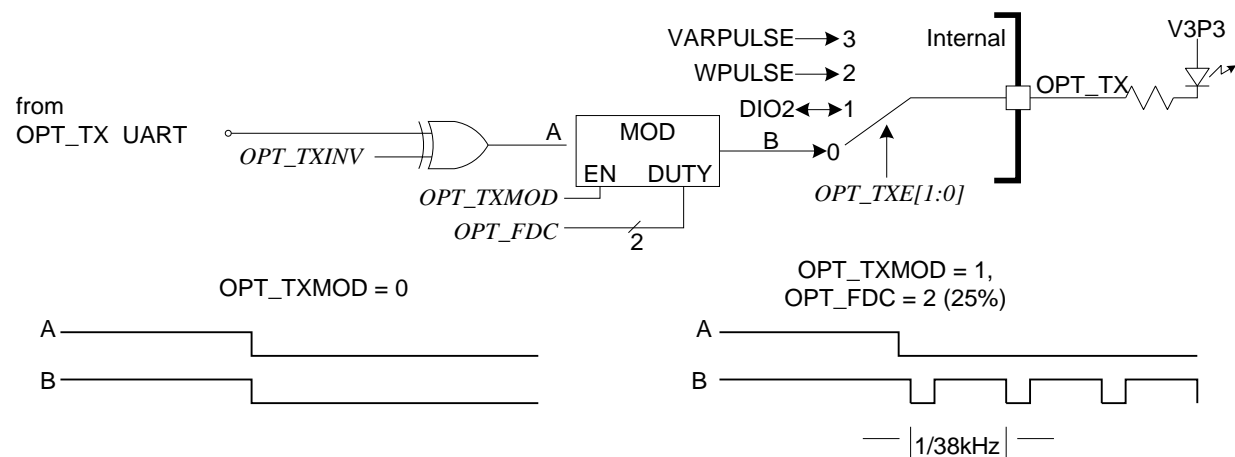 VARPULSE 3
Internal
V3P3
WPULSE 2
OPT_TX
from
OPT_TX UART
DIO2 1
A
MOD
B
0
OPT_TXINV
EN DUTY
OPT_TXMOD
OPT_TXE[1:0]
OPT_FDC
2
OPT_TXMOD = 0
OPT_TXMOD = 1,
OPT_FDC = 2 (25%)
A
B
A
B
1/38kHz